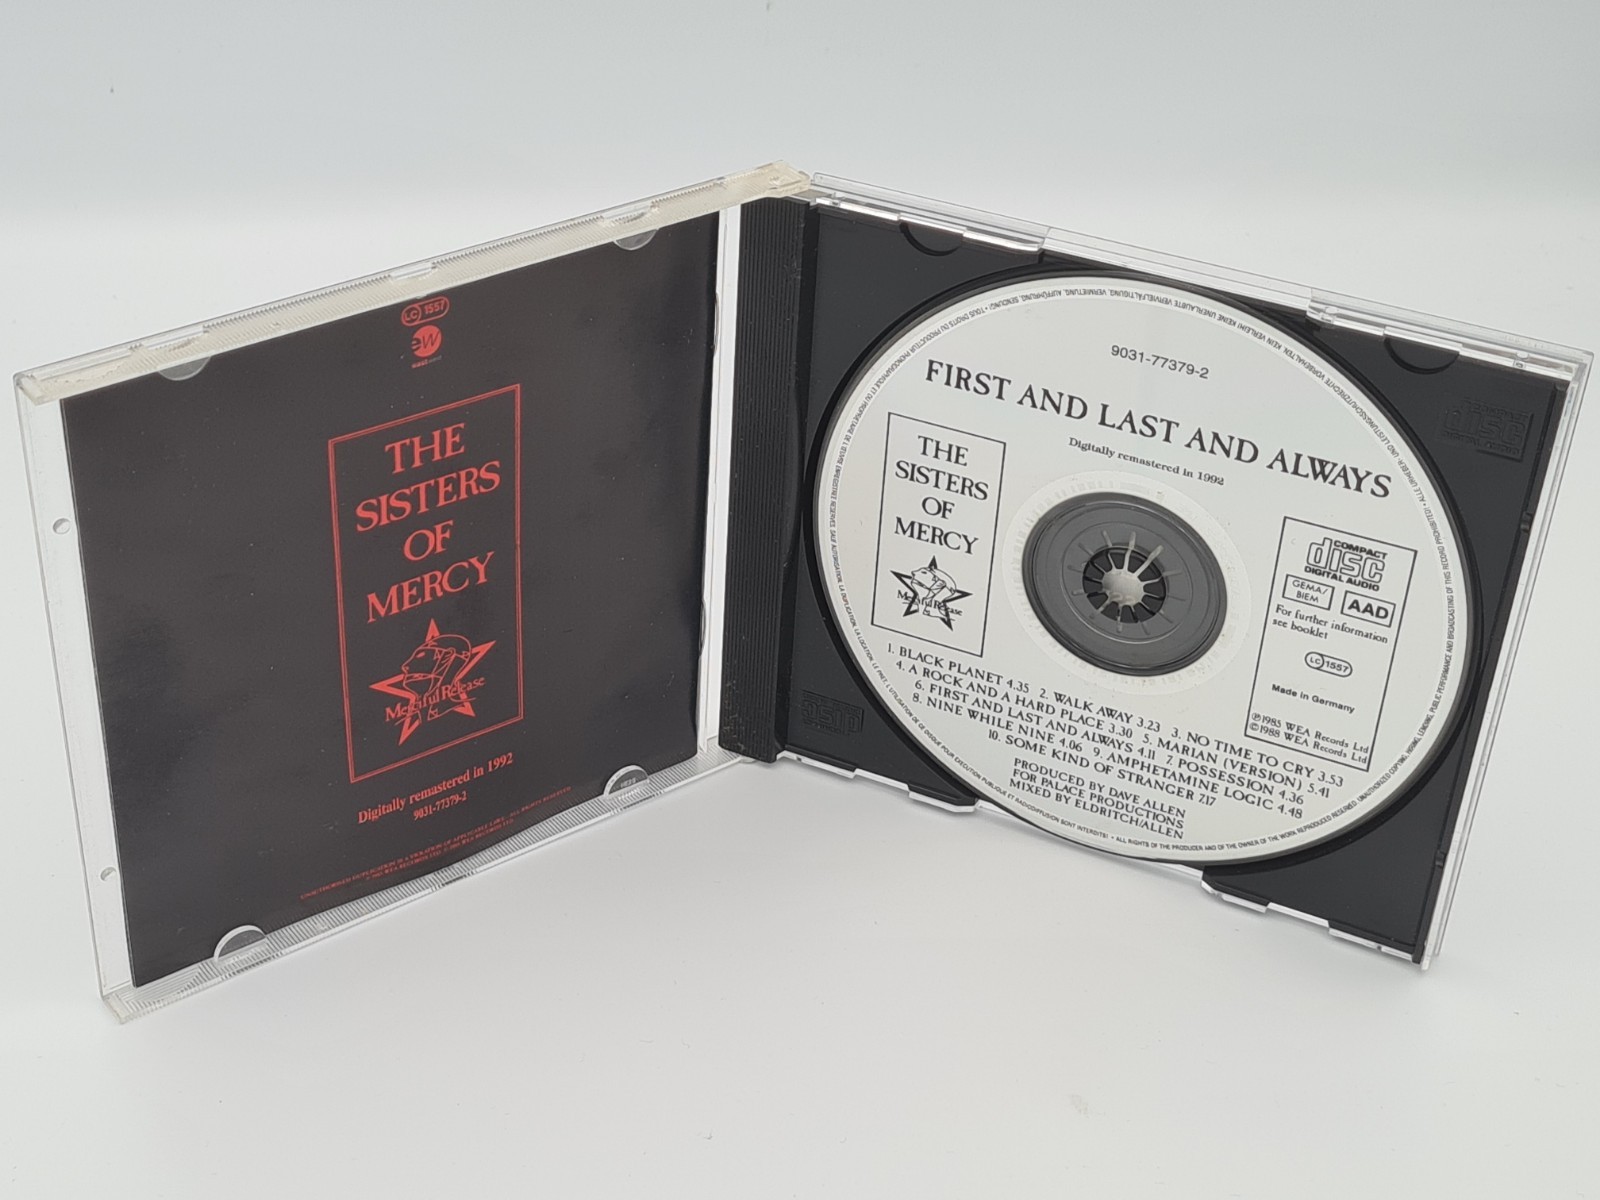 LC 1557
ew
THE
SISTERS
OF
MERCY
Merciful Release
Digitally remastered in 1992
9031-77379-2
9031-77379-2
FIRST AND LAST AND ALWAYS
Digitally remastered in 1992
THE
SISTERS
OF
MERCY
Merciful Release
COMPACT
disc
DIGITAL AUDIO
GEMA/
BIEM
AAD
For further information
see booklet
LC 1557
Made in Germany
℗1985 WEA Records Ltd
©1988 WEA Records Ltd
1. BLACK PLANET 4.35 2. WALK AWAY 3.23 3. NO TIME TO CRY 3.53
4. A ROCK AND A HARD PLACE 3.30 5. MARIAN (VERSION) 5.41
6. FIRST AND LAST AND ALWAYS 4.11 7. POSSESSION 4.36
8. NINE WHILE NINE 4.06 9. AMPHETAMINE LOGIC 4.48
10. SOME KIND OF STRANGER 7.17
PRODUCED BY DAVE ALLEN
FOR PALACE PRODUCTIONS
MIXED BY ELDRITCH/ALLEN
disc